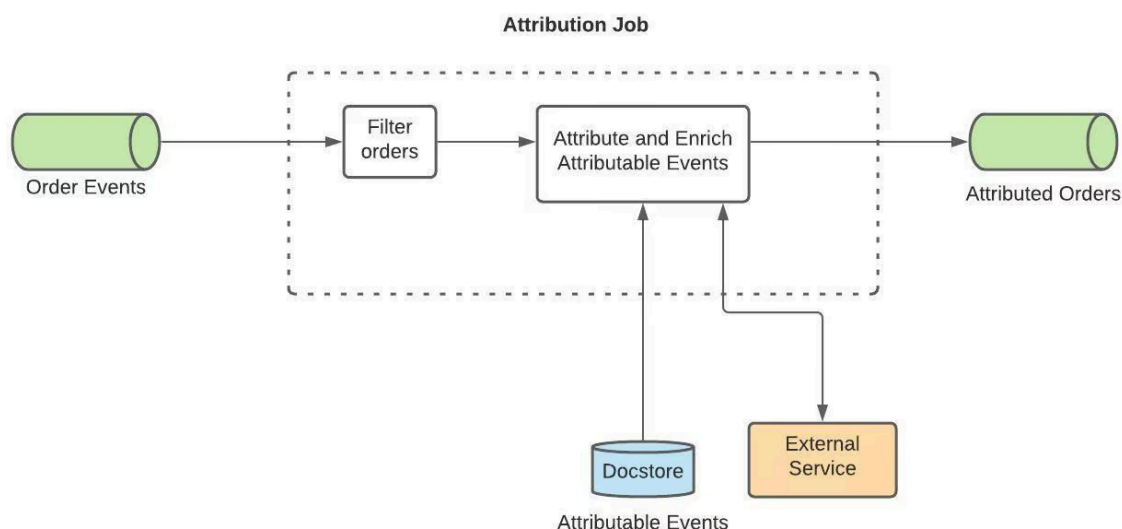 Attribution Job
Order Events
Filter
orders
Attribute and Enrich
Attributable Events
Attributed Orders
Docstore
Attributable Events
External
Service